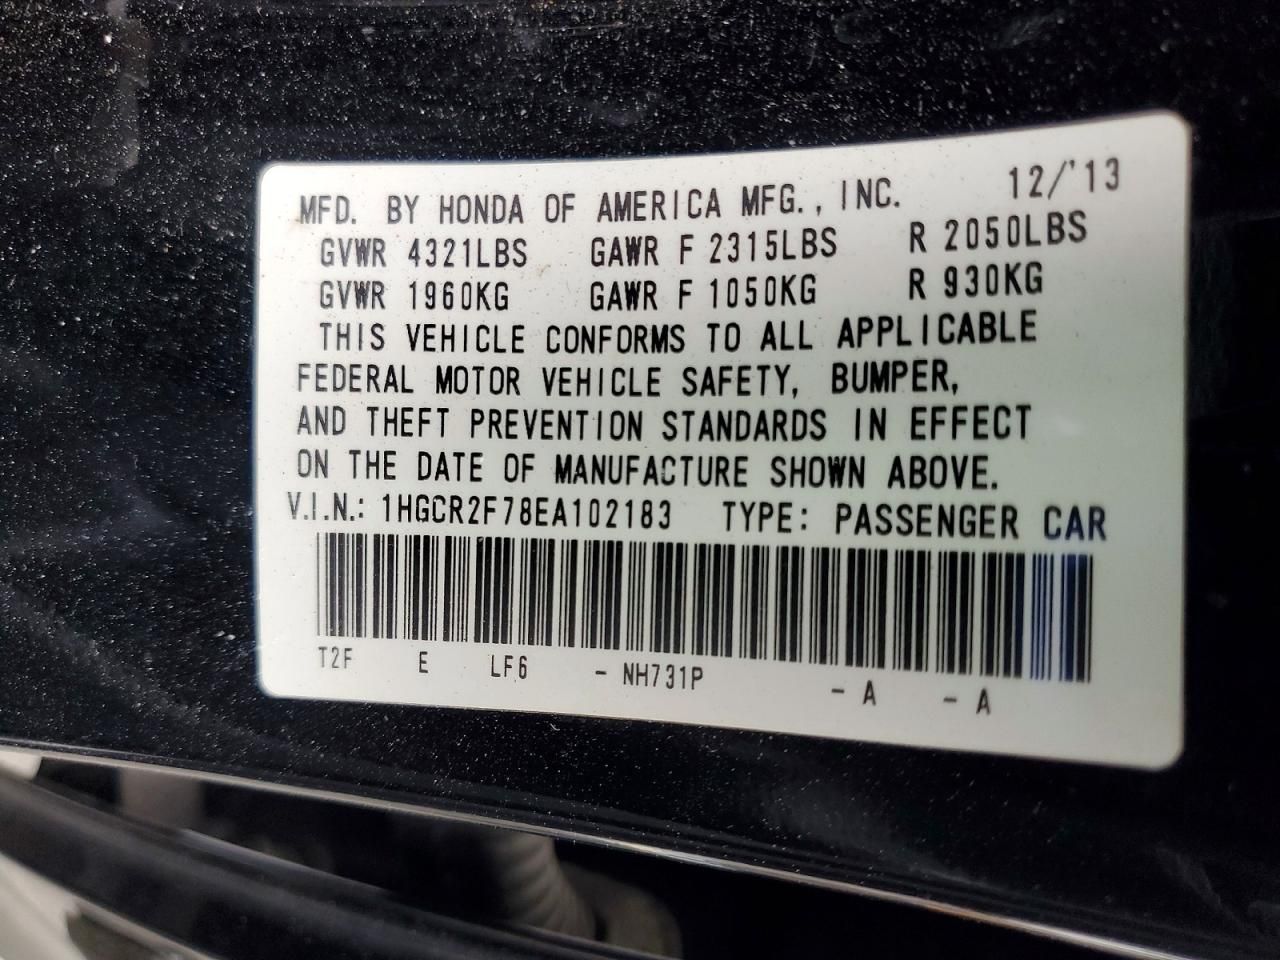 MFD. BY HONDA OF AMERICA MFG., INC. 12/'13
GVWR 4321LBS GAWR F 2315LBS R 2050LBS
GVWR 1960KG GAWR F 1050KG R 930KG
THIS VEHICLE CONFORMS TO ALL APPLICABLE
FEDERAL MOTOR VEHICLE SAFETY, BUMPER,
AND THEFT PREVENTION STANDARDS IN EFFECT
ON THE DATE OF MANUFACTURE SHOWN ABOVE.
V.I.N.: 1HGCR2F78EA102183 TYPE: PASSENGER CAR
T2F E LF6 - NH731P - A - A